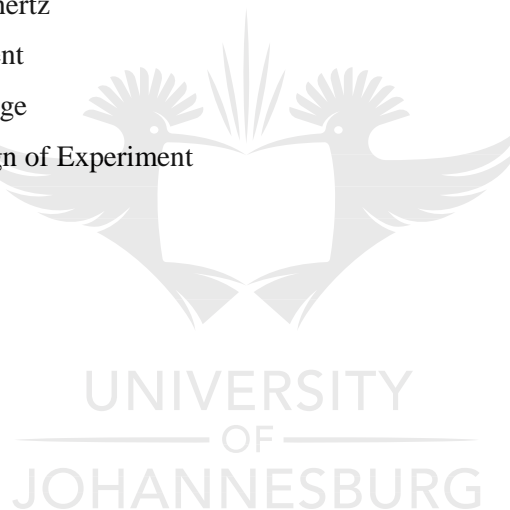 hertz
nt
ge
gn of Experiment
UNIVERSITY
OF
JOHANNESBURG